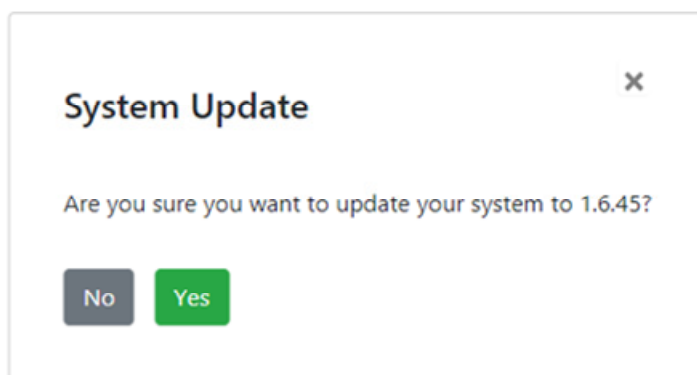 System Update
Are you sure you want to update your system to 1.6.45?
No Yes